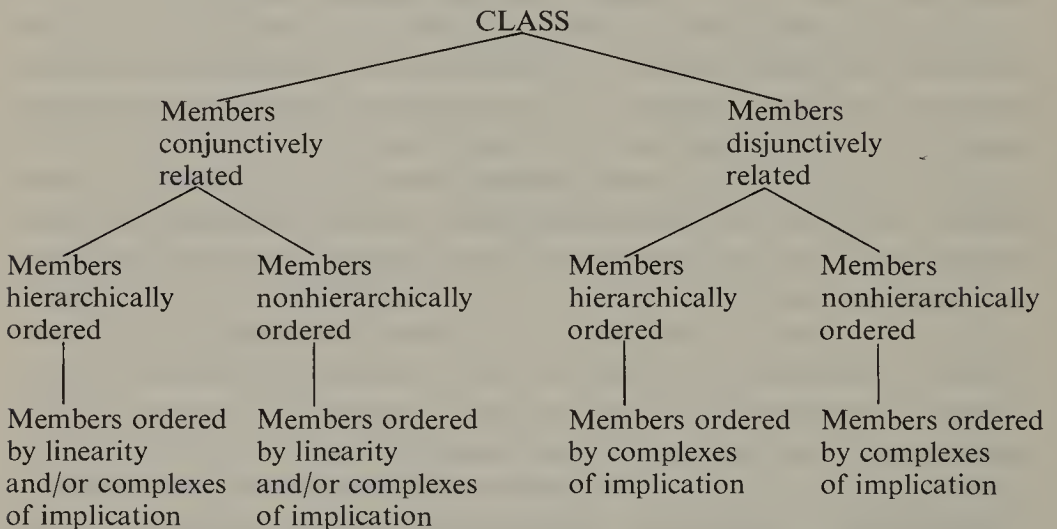 CLASS
Members
conjunctively
related
Members
disjunctively
related
Members
hierarchically
ordered
Members
nonhierarchically
ordered
Members
hierarchically
ordered
Members
nonhierarchically
ordered
Members ordered
by linearity
and/or complexes
of implication
Members ordered
by linearity
and/or complexes
of implication
Members ordered
by complexes
of implication
Members ordered
by complexes
of implication